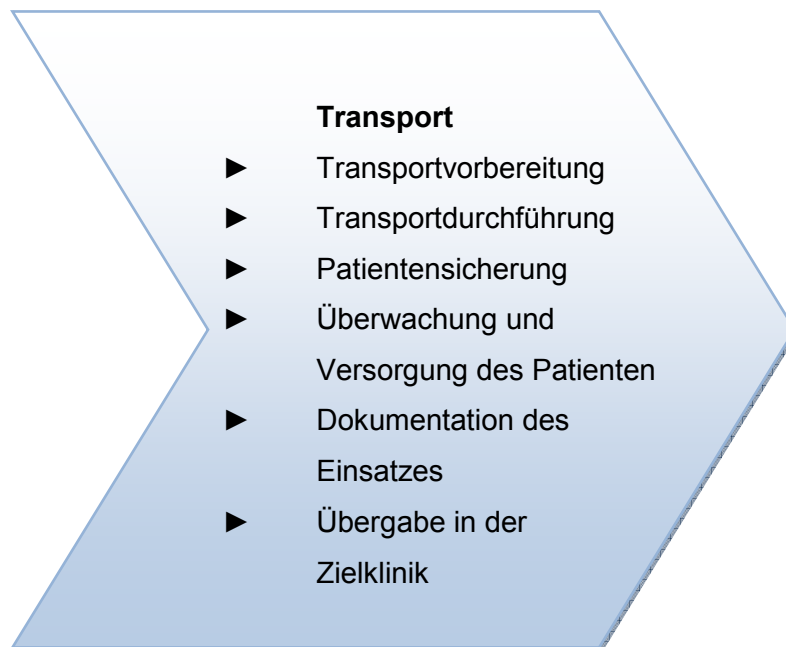 Transport
► Transportvorbereitung
► Transportdurchführung
► Patientensicherung
► Überwachung und
Versorgung des Patienten
► Dokumentation des
Einsatzes
► Übergabe in der
Zielklinik